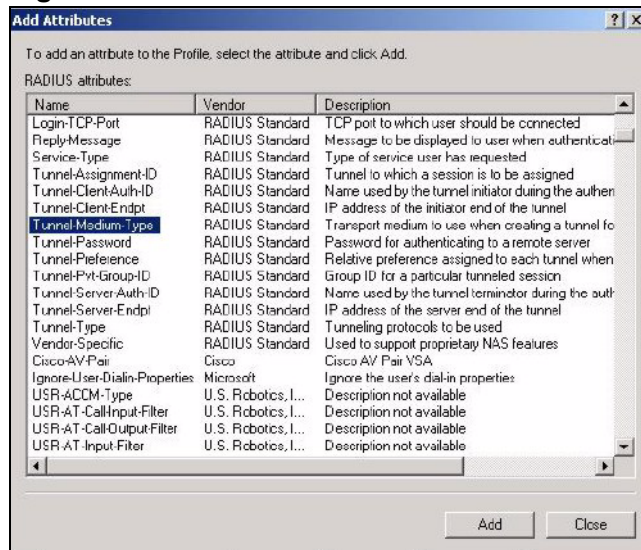 Add Attributes
To add an attribute to the Profile, select the attribute and click Add.
RADIUS attributes:
Name Vendor Description
Login-TCP-Port RADIUS Standard TCP port to which user should be connected
Reply-Message RADIUS Standard Message to be displayed to user when authenticati
Service-Type RADIUS Standard Type of service user has requested
Tunnel-Assignment-ID RADIUS Standard Tunnel to which a session is to be assigned
Tunnel-Client-Auth-ID RADIUS Standard Name used by the tunnel initiator during the authen
Tunnel-Client-Endpt RADIUS Standard IP address of the initiator end of the tunnel
Tunnel-Medium-Type RADIUS Standard Transport medium to use when creating a tunnel fo
Tunnel-Password RADIUS Standard Password for authenticating to a remote server
Tunnel-Preference RADIUS Standard Relative preference assigned to each tunnel when
Tunnel-Pvt-Group-ID RADIUS Standard Group ID for a particular tunneled session
Tunnel-Server-Auth-ID RADIUS Standard Name used by the tunnel terminator during the auth
Tunnel-Server-Endpt RADIUS Standard IP address of the server end of the tunnel
Tunnel-Type RADIUS Standard Tunneling protocols to be used
Vendor-Specific RADIUS Standard Used to support proprietary NAS features
Cisco-AV-Pair Cisco Cisco AV Pair VSA
Ignore-User-Dialin-Properties Microsoft Ignore the user's dial-in properties
USR-ACCM-Type U.S. Robotics, I... Description not available
USR-AT-Call-Input-Filter U.S. Robotics, I... Description not available
USR-AT-Call-Output-Filter U.S. Robotics, I... Description not available
USR-AT-Input-Filter U.S. Robotics, I... Description not available
Add Close